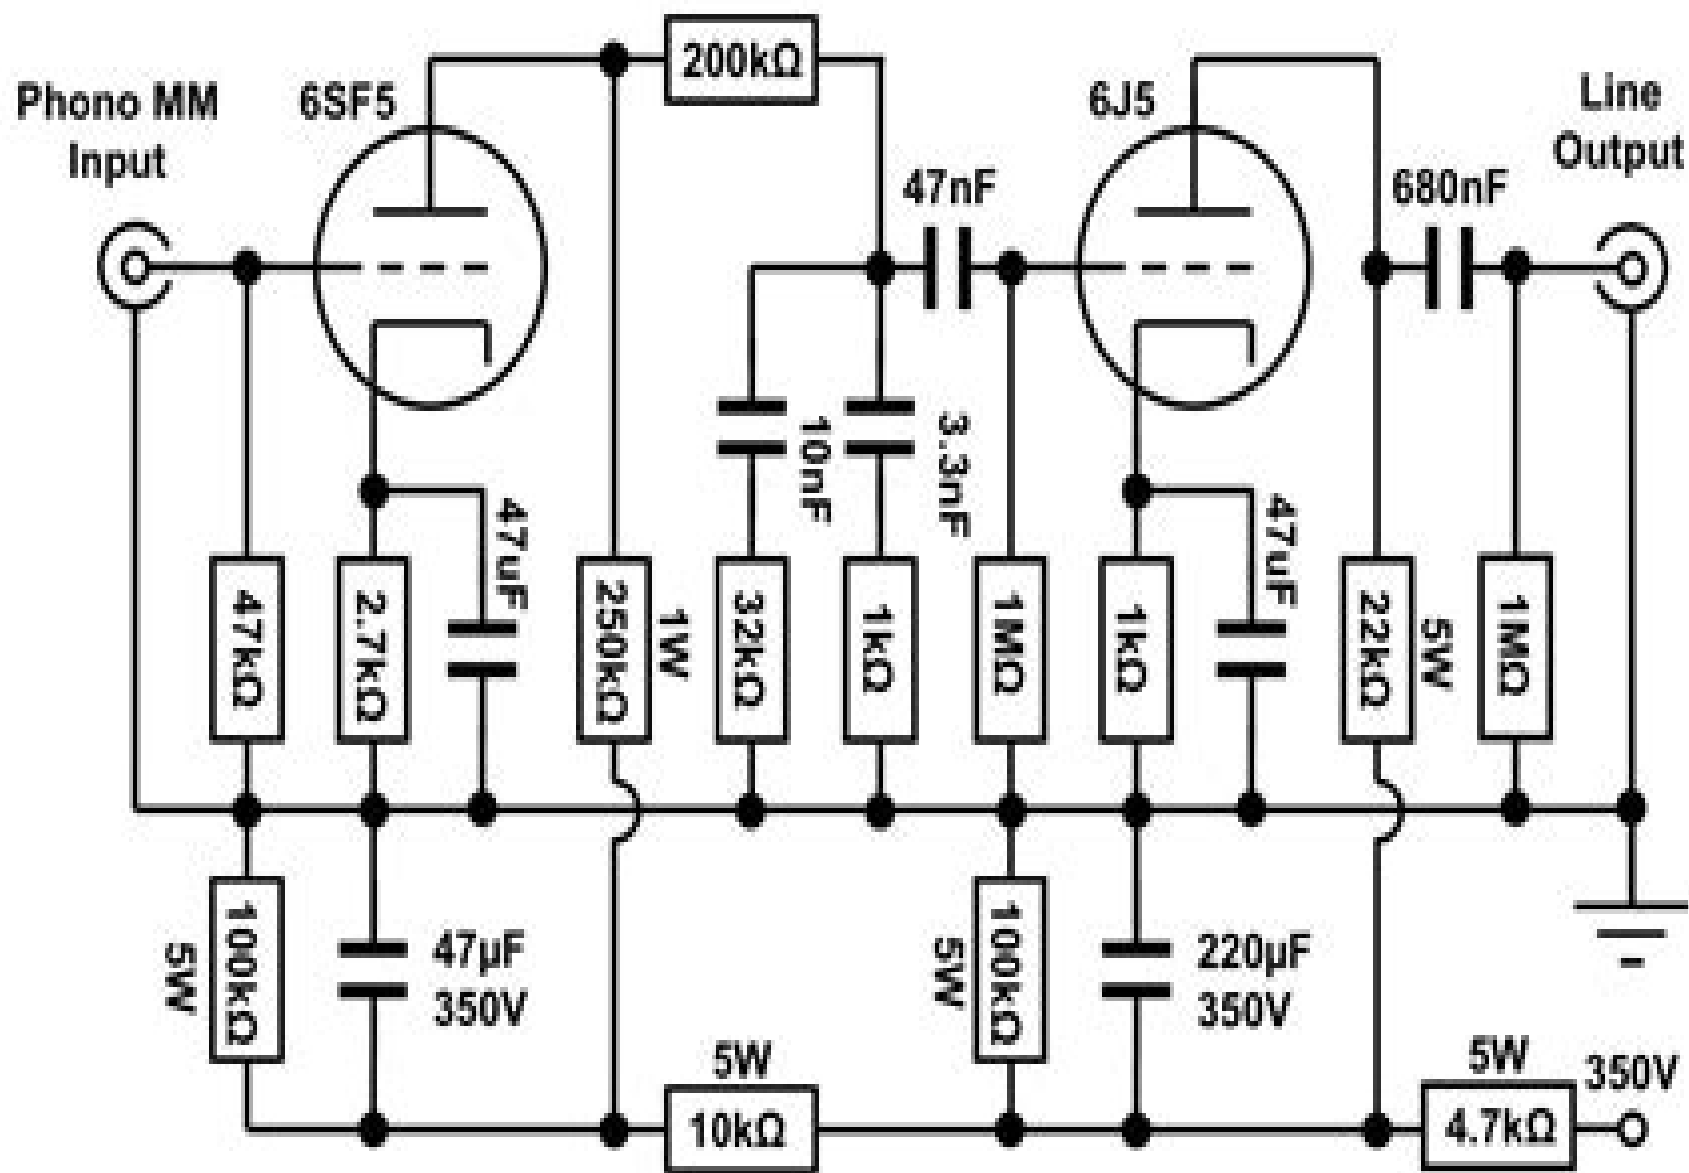 200kΩ
Phono MM
Input
6SF5
6J5
Line
Output
47nF
680nF
10nF
3.3nF
47uF
47uF
47kΩ
2.7kΩ
250kΩ
1W
32kΩ
1kΩ
1MΩ
1kΩ
22kΩ
5W
1MΩ
100kΩ
5W
47µF
350V
100kΩ
5W
220µF
350V
5W
10kΩ
5W
4.7kΩ
350V